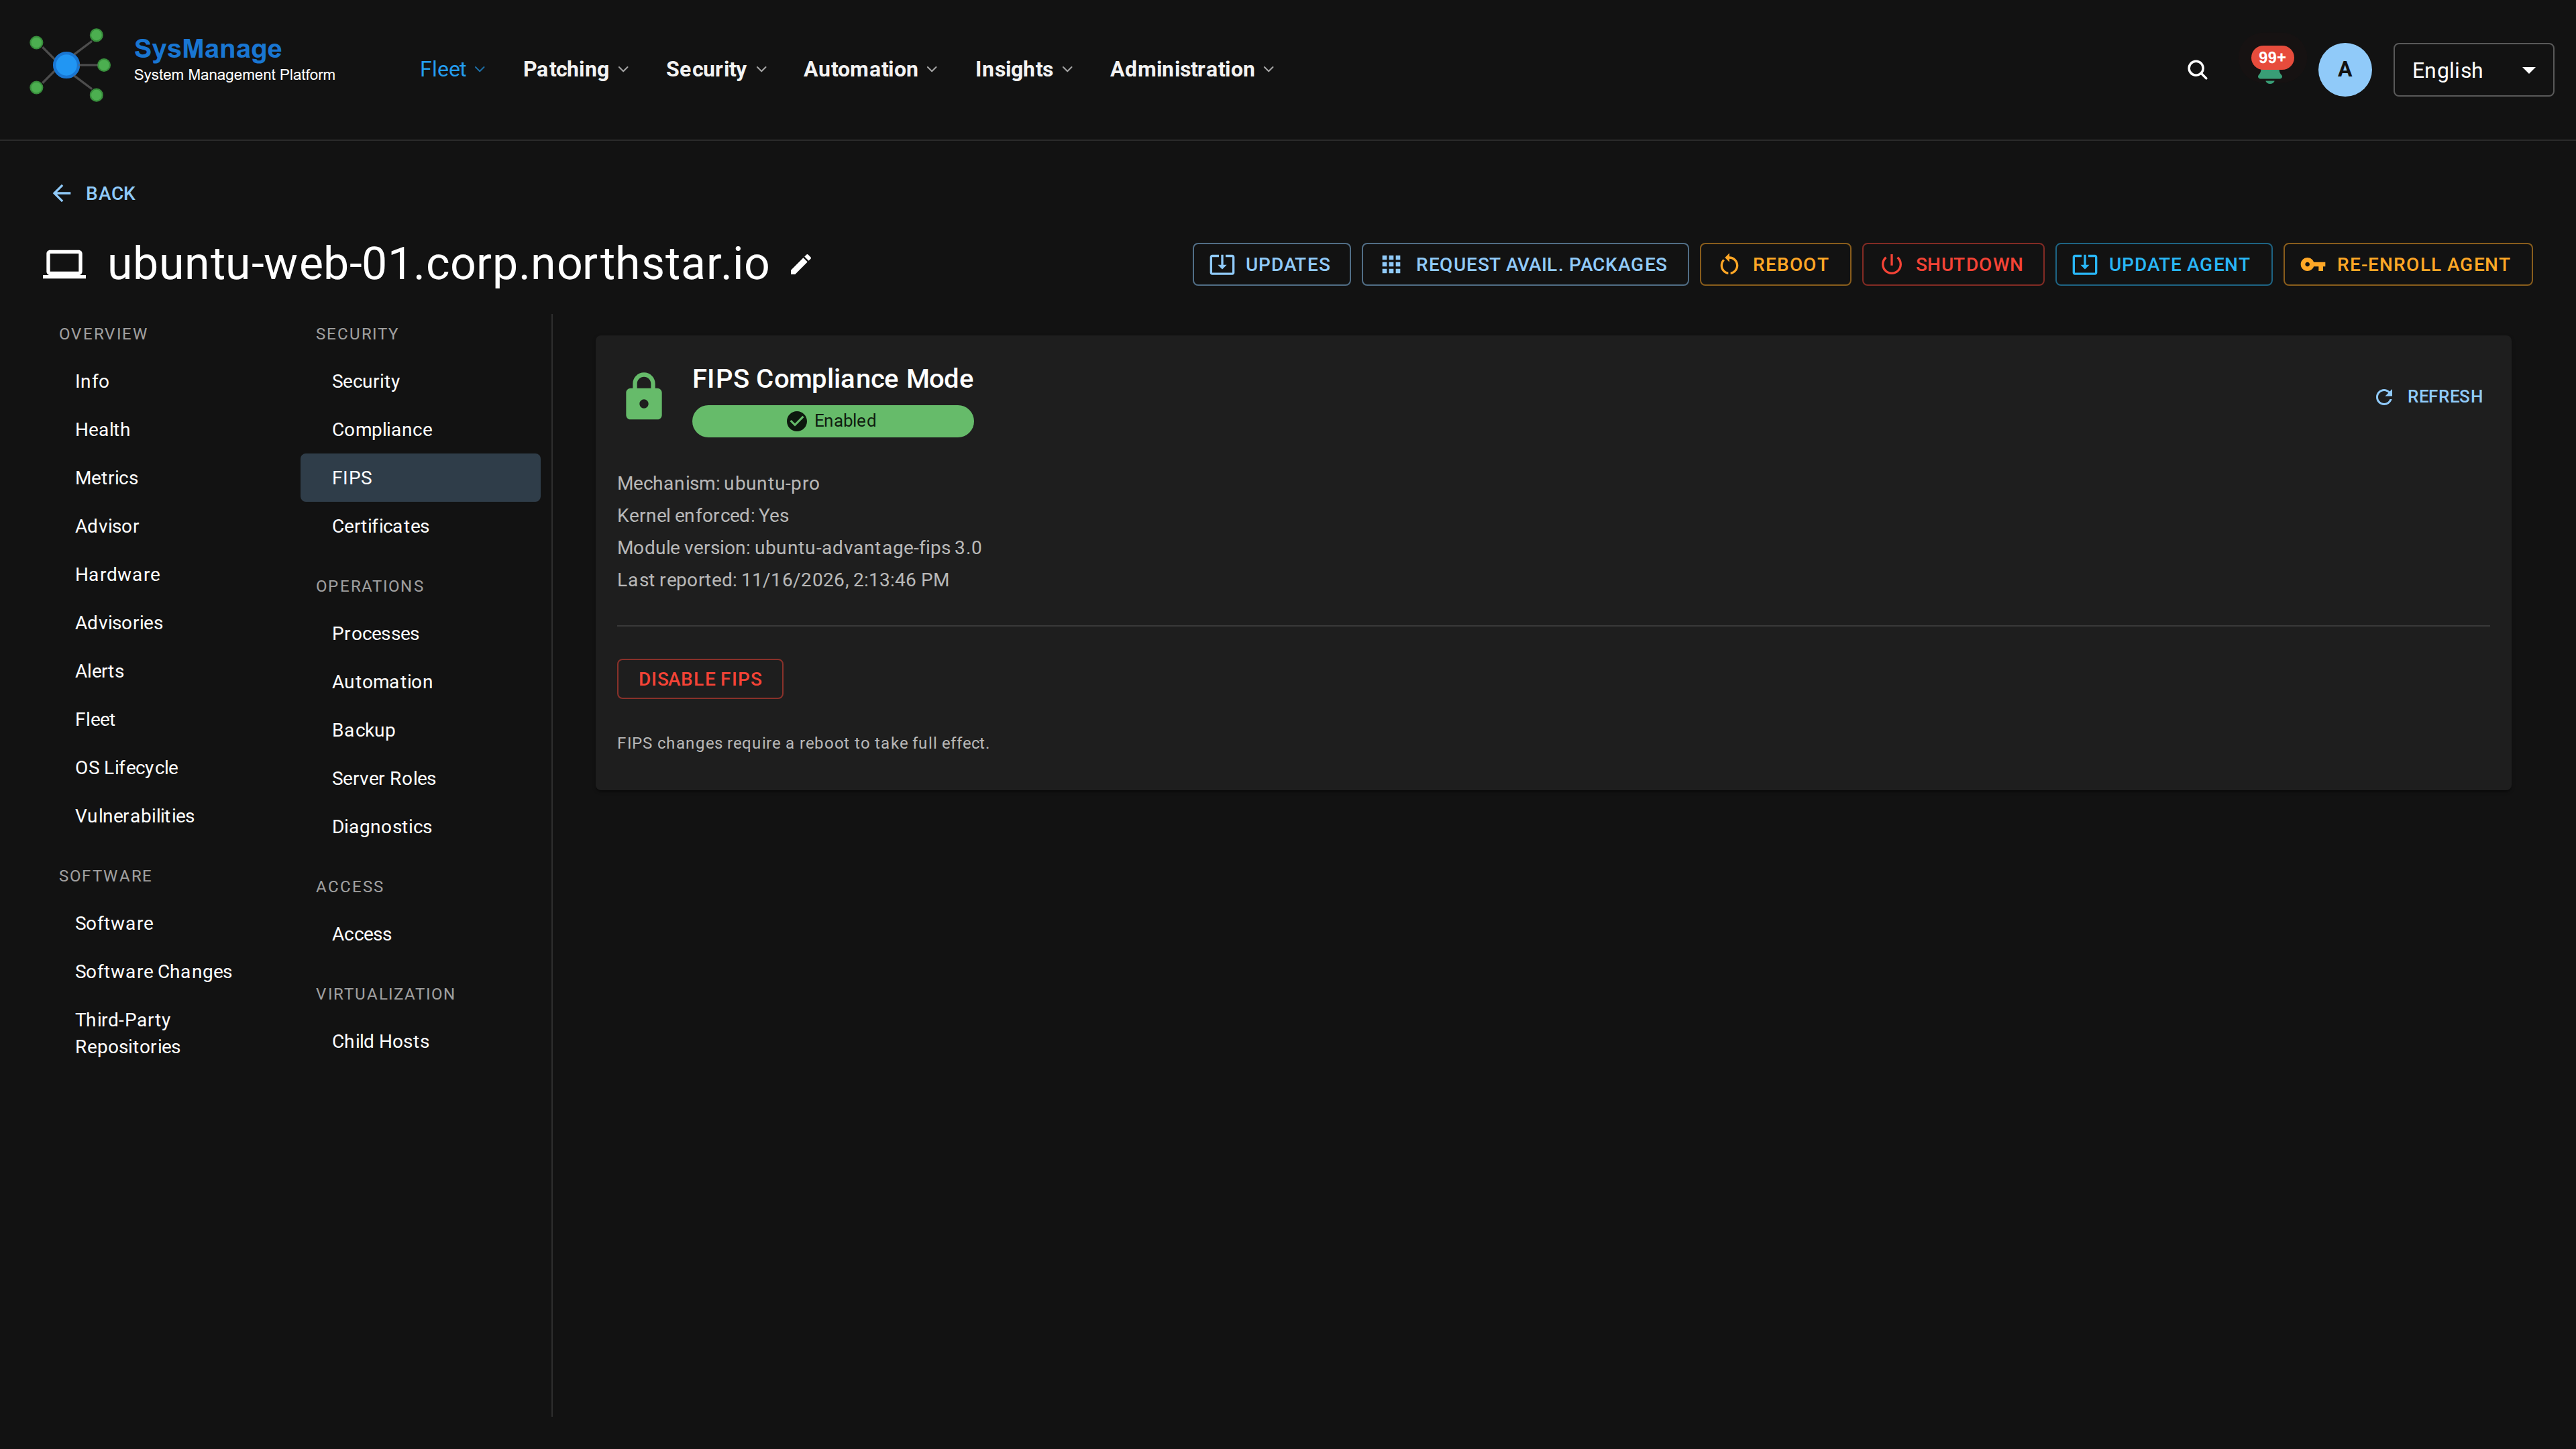 SysManage
System Management Platform
Fleet
Patching
Security
Automation
Insights
Administration
99+
A
English
BACK
ubuntu-web-01.corp.northstar.io
UPDATES
REQUEST AVAIL. PACKAGES
REBOOT
SHUTDOWN
UPDATE AGENT
RE-ENROLL AGENT
OVERVIEW
Info
Health
Metrics
Advisor
Hardware
Advisories
Alerts
Fleet
OS Lifecycle
Vulnerabilities
SOFTWARE
Software
Software Changes
Third-Party
Repositories
SECURITY
Security
Compliance
FIPS
Certificates
OPERATIONS
Processes
Automation
Backup
Server Roles
Diagnostics
ACCESS
Access
VIRTUALIZATION
Child Hosts
FIPS Compliance Mode
Enabled
REFRESH
Mechanism: ubuntu-pro
Kernel enforced: Yes
Module version: ubuntu-advantage-fips 3.0
Last reported: 11/16/2026, 2:13:46 PM
DISABLE FIPS
FIPS changes require a reboot to take full effect.